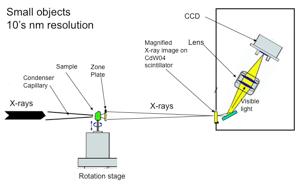 Small objects
10's nm resolution
CCD
Magnified
X-ray image on
CdW04
scintillator
Lens
Sample
Zone
Plate
Condenser
Capillary
X-rays
X-rays
Visible
light
Rotation stage